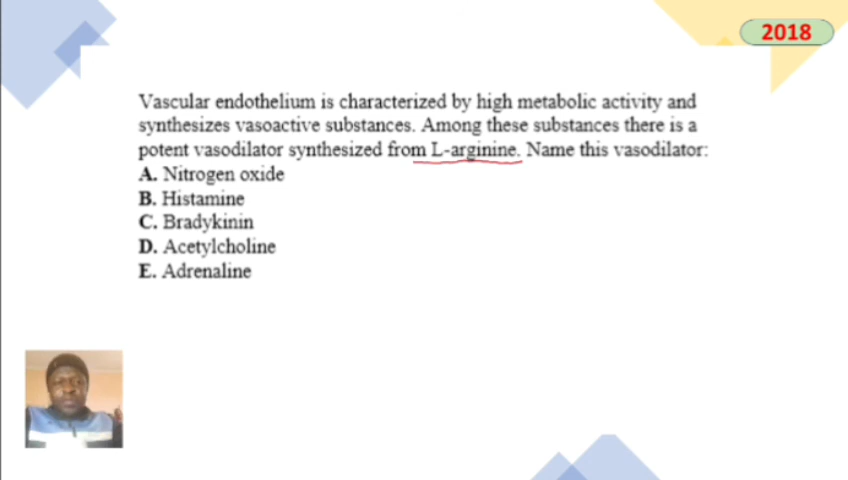 2018
Vascular endothelium is characterized by high metabolic activity and
synthesizes vasoactive substances. Among these substances there is a
potent vasodilator synthesized from L-arginine. Name this vasodilator:
A. Nitrogen oxide
B. Histamine
C. Bradykinin
D. Acetylcholine
E. Adrenaline